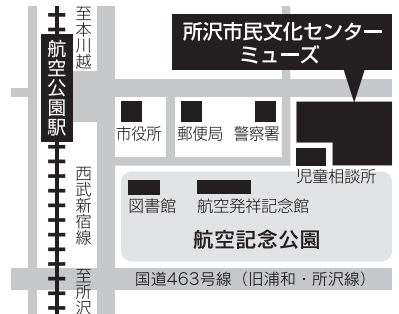 至本川越
所沢市民文化センター
ミューズ
航空公園駅
市役所
郵便局
警察署
児童相談所
西武新宿線
図書館
航空発祥記念館
航空記念公園
国道463号線（旧浦和・所沢線）
至所沢